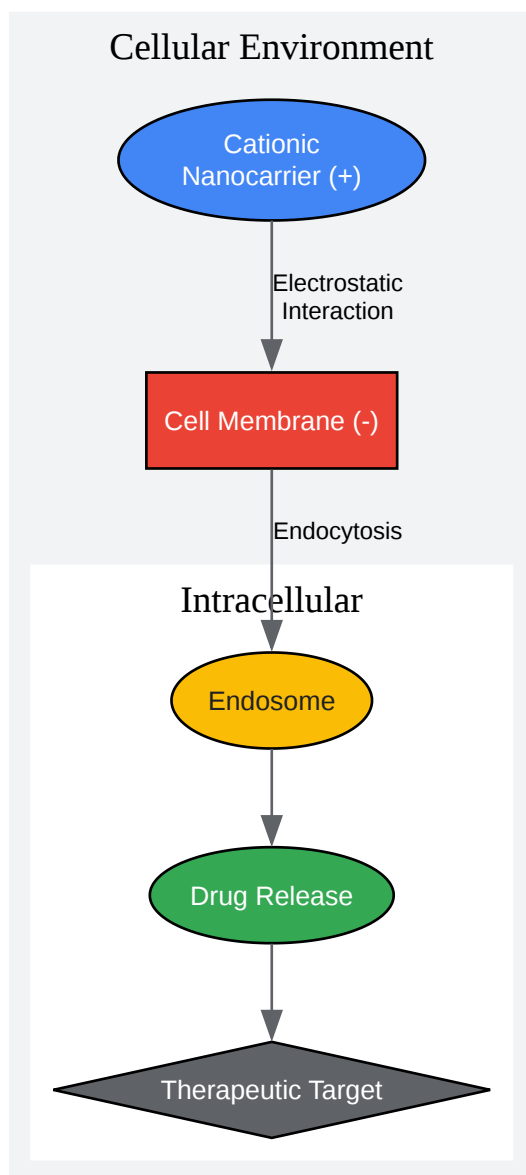 Cellular Environment
Cationic
Nanocarrier (+)
Electrostatic
Interaction
Cell Membrane (-)
Endocytosis
Intracellular
Endosome
Drug Release
Therapeutic Target